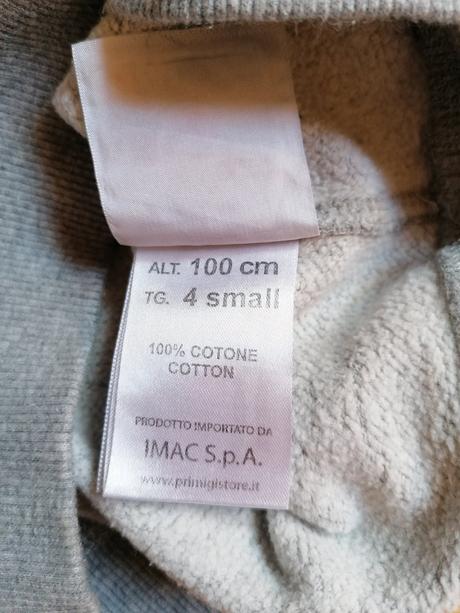 ALT. 100 cm
TG. 4 small
100% COTONE
COTTON
PRODOTTO IMPORTATO DA
IMAC S.p.A.
www.primigistore.it